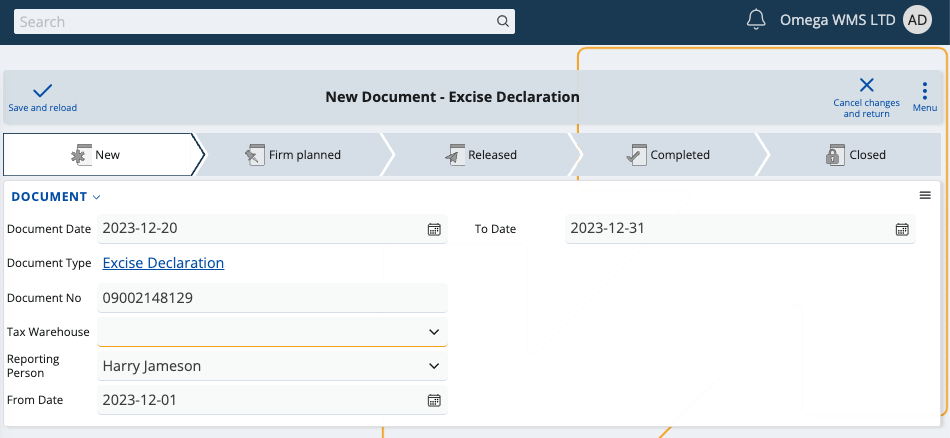 Search
Omega WMS LTD AD
Save and reload
New Document - Excise Declaration
Cancel changes
and return
Menu
New
Firm planned
Released
Completed
Closed
DOCUMENT
Document Date 2023-12-20
To Date 2023-12-31
Document Type Excise Declaration
Document No 09002148129
Tax Warehouse
Reporting
Person
Harry Jameson
From Date 2023-12-01